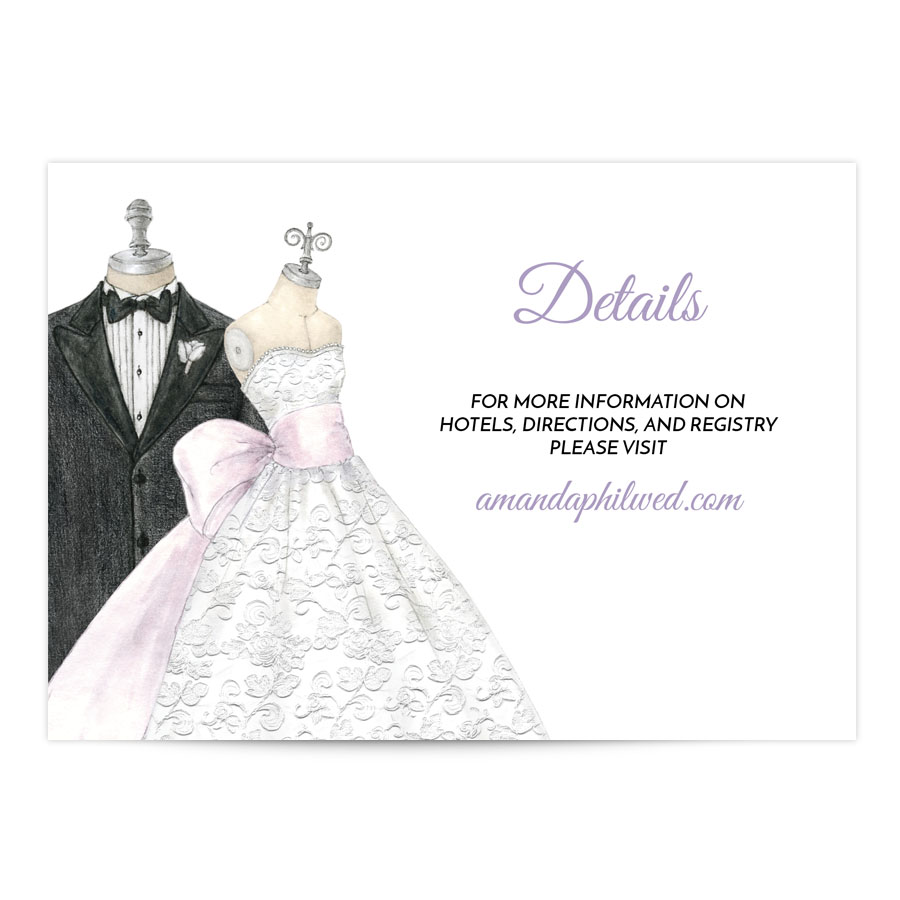 Details
FOR MORE INFORMATION ON
HOTELS, DIRECTIONS, AND REGISTRY
PLEASE VISIT
amandaphilwed.com